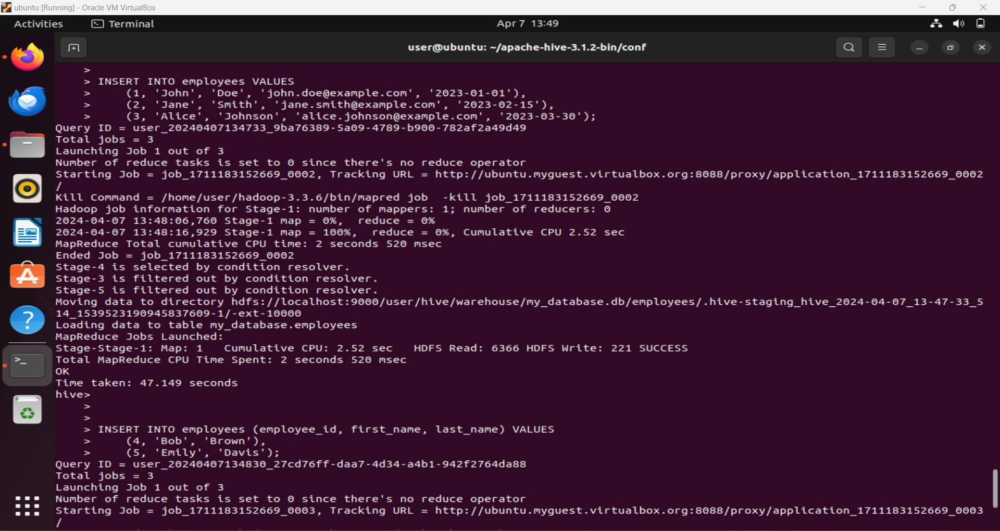 ubuntu [Running] - Oracle VM VirtualBox
Activities
Terminal
Apr 7 13:49
user@ubuntu: ~/apache-hive-3.1.2-bin/conf
>
> INSERT INTO employees VALUES
>     (1, 'John', 'Doe', 'john.doe@example.com', '2023-01-01'),
>     (2, 'Jane', 'Smith', 'jane.smith@example.com', '2023-02-15'),
>     (3, 'Alice', 'Johnson', 'alice.johnson@example.com', '2023-03-30');
Query ID = user_20240407134733_9ba76389-5a09-4789-b900-782af2a49d49
Total jobs = 3
Launching Job 1 out of 3
Number of reduce tasks is set to 0 since there's no reduce operator
Starting Job = job_1711183152669_0002, Tracking URL = http://ubuntu.myguest.virtualbox.org:8088/proxy/application_1711183152669_0002
/
Kill Command = /home/user/hadoop-3.3.6/bin/mapred job  -kill job_1711183152669_0002
Hadoop job information for Stage-1: number of mappers: 1; number of reducers: 0
2024-04-07 13:48:06,760 Stage-1 map = 0%,  reduce = 0%
2024-04-07 13:48:16,929 Stage-1 map = 100%,  reduce = 0%, Cumulative CPU 2.52 sec
MapReduce Total cumulative CPU time: 2 seconds 520 msec
Ended Job = job_1711183152669_0002
Stage-4 is selected by condition resolver.
Stage-3 is filtered out by condition resolver.
Stage-5 is filtered out by condition resolver.
Moving data to directory hdfs://localhost:9000/user/hive/warehouse/my_database.db/employees/.hive-staging_hive_2024-04-07_13-47-33_5
14_1539523190945837609-1/-ext-10000
Loading data to table my_database.employees
MapReduce Jobs Launched:
Stage-Stage-1: Map: 1   Cumulative CPU: 2.52 sec   HDFS Read: 6366 HDFS Write: 221 SUCCESS
Total MapReduce CPU Time Spent: 2 seconds 520 msec
OK
Time taken: 47.149 seconds
hive>
>
>
> INSERT INTO employees (employee_id, first_name, last_name) VALUES
>     (4, 'Bob', 'Brown'),
>     (5, 'Emily', 'Davis');
Query ID = user_20240407134830_27cd76ff-daa7-4d34-a4b1-942f2764da88
Total jobs = 3
Launching Job 1 out of 3
Number of reduce tasks is set to 0 since there's no reduce operator
Starting Job = job_1711183152669_0003, Tracking URL = http://ubuntu.myguest.virtualbox.org:8088/proxy/application_1711183152669_0003
/